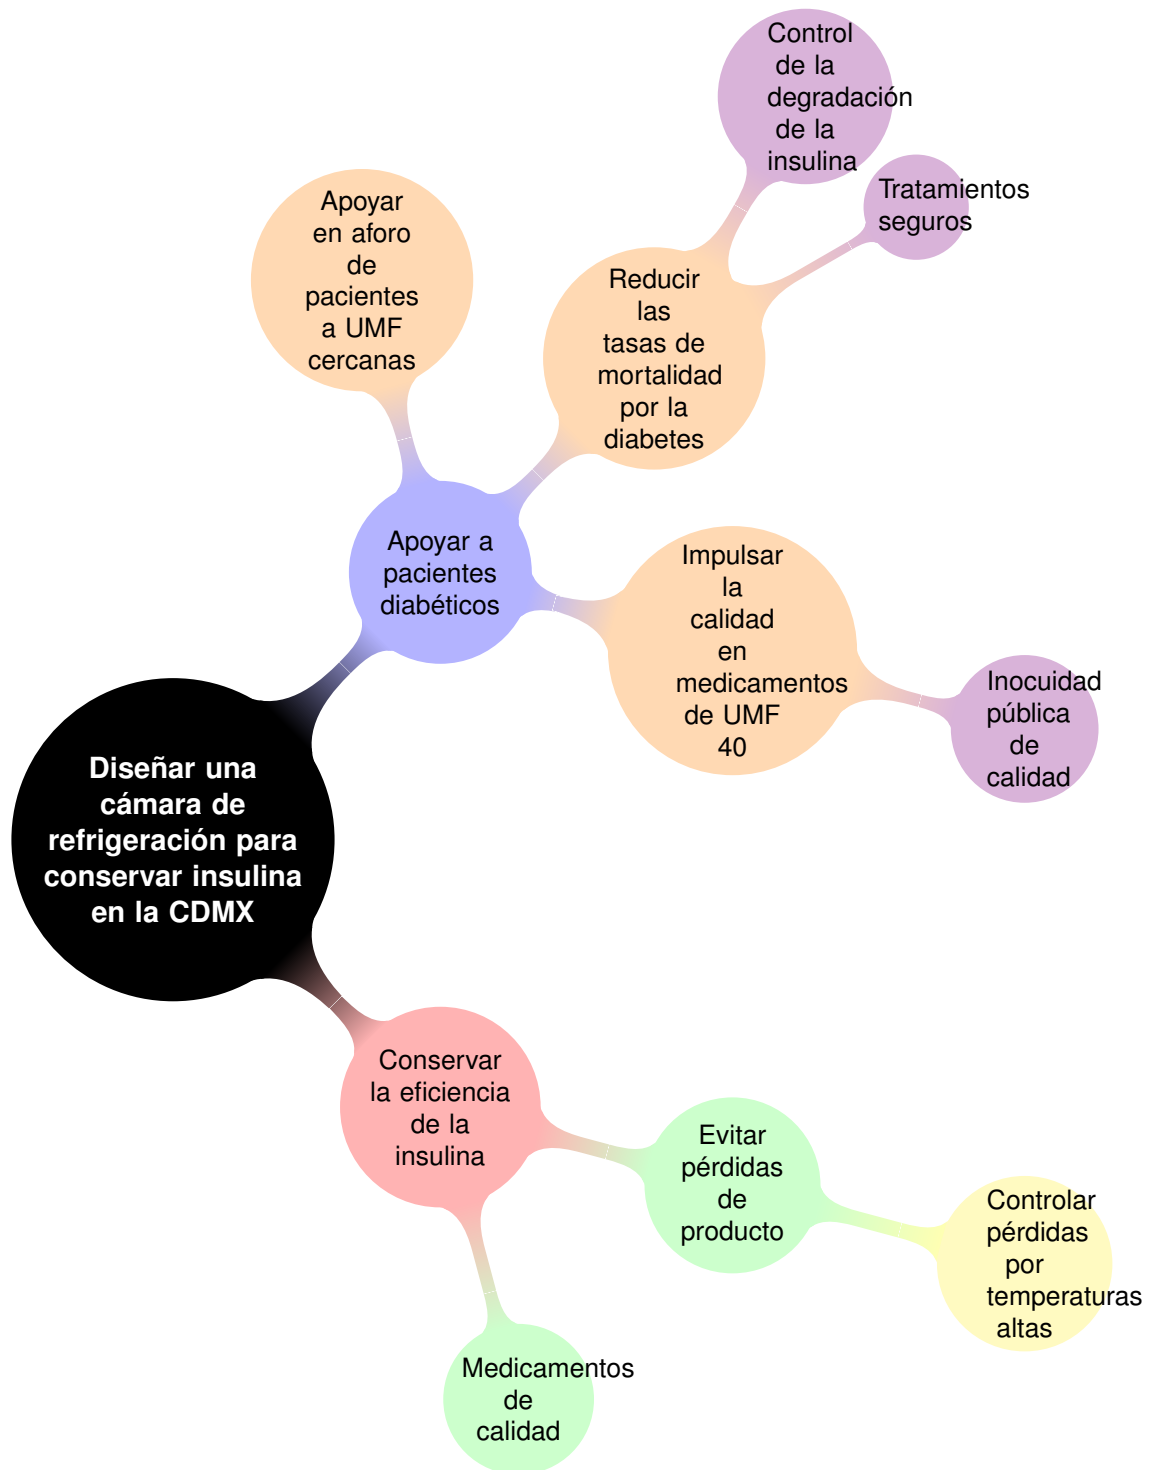 Control
de la
degradación
de la
insulina
Tratamientos
seguros
Apoyar
en aforo
de
pacientes
a UMF
cercanas
Reducir
las
tasas de
mortalidad
por la
diabetes
Apoyar a
pacientes
diabéticos
Impulsar
la
calidad
en
medicamentos
de UMF
40
Inocuidad
pública
de
calidad
Diseñar una
cámara de
refrigeración para
conservar insulina
en la CDMX
Conservar
la eficiencia
de la
insulina
Evitar
pérdidas
de
producto
Controlar
pérdidas
por
temperaturas
altas
Medicamentos
de
calidad